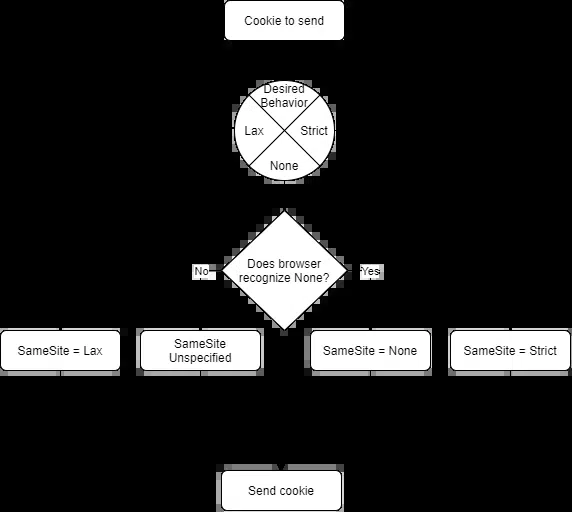 Cookie to send
Desired
Behavior
Lax
Strict
None
Does browser
recognize None?
No
Yes
SameSite = Lax
SameSite
Unspecified
SameSite = None
SameSite = Strict
Send cookie